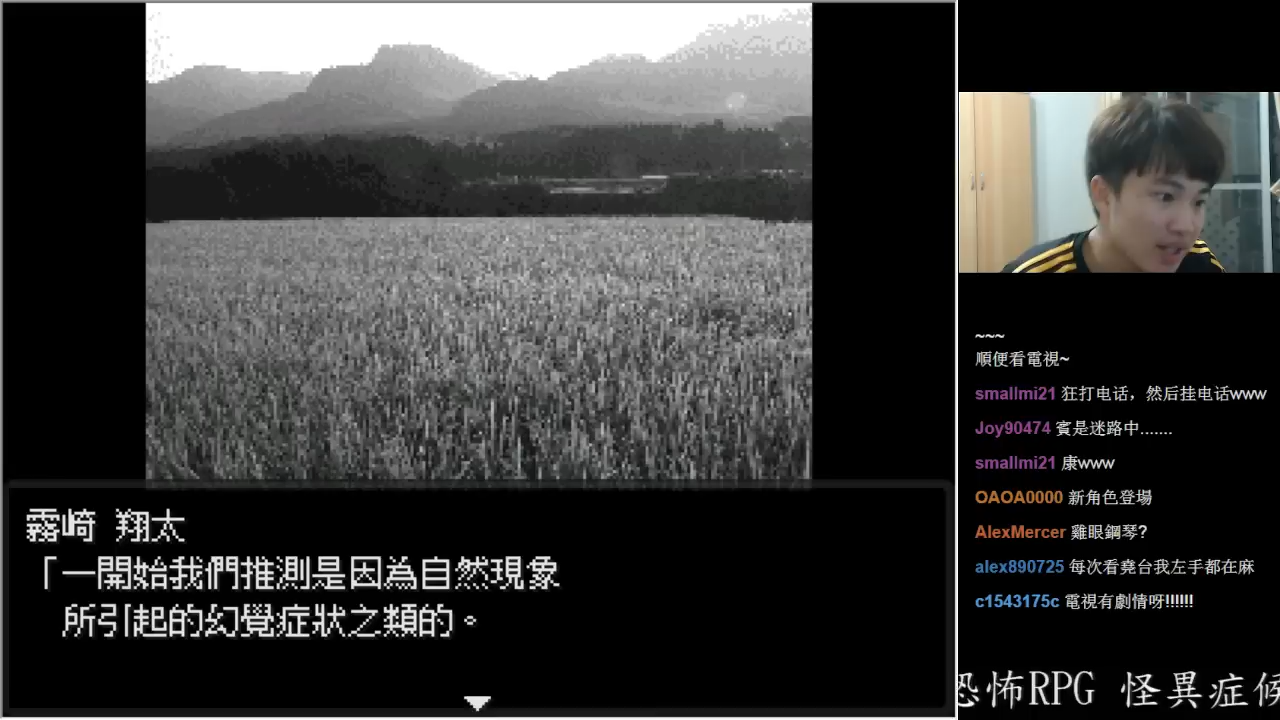 霧崎 翔太
「一開始我們推測是因為自然現象
所引起的幻覺症狀之類的。
~~~
順便看電視~
smallmi21 狂打电话，然后挂电话www
Joy90474 賓是迷路中.......
smallmi21 康www
OAOA0000 新角色登場
AlexMercer 雞眼鋼琴?
alex890725 每次看堯台我左手都在麻
c1543175c 電視有劇情呀!!!!!!
恐怖RPG 怪異症候